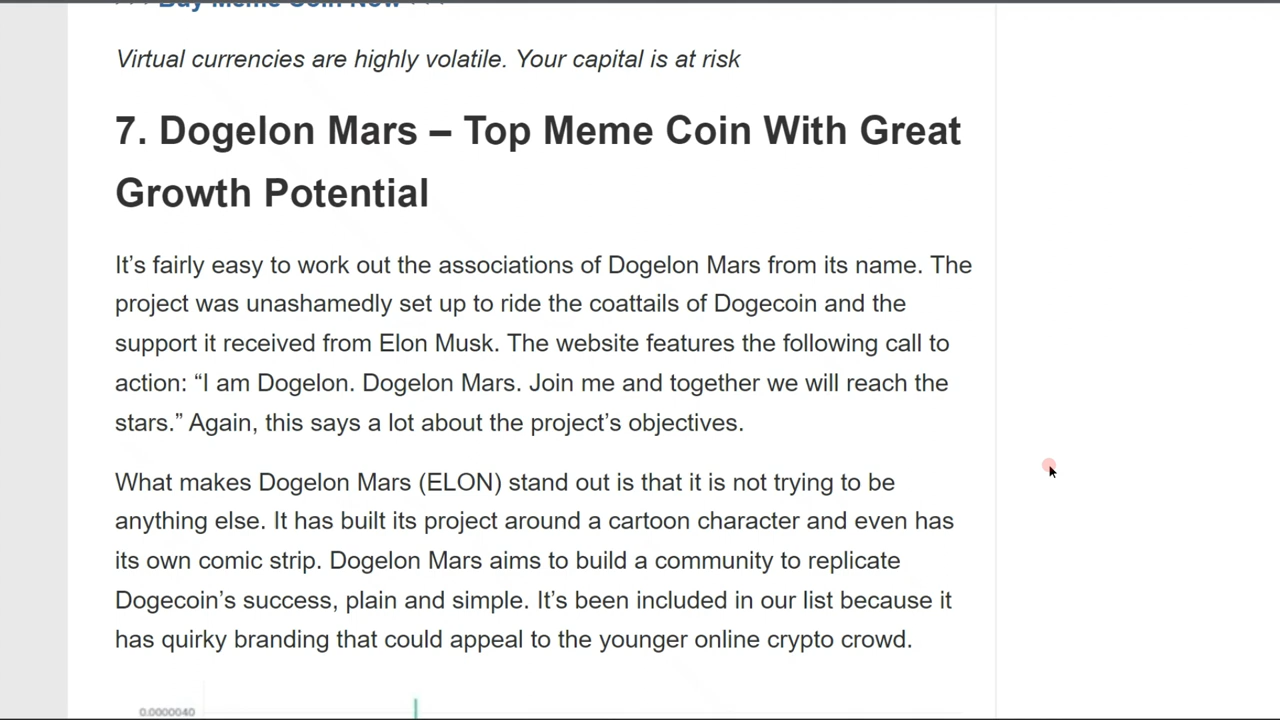 Buy Meme Coin Now
Virtual currencies are highly volatile. Your capital is at risk
7. Dogelon Mars – Top Meme Coin With Great
Growth Potential
It’s fairly easy to work out the associations of Dogelon Mars from its name. The
project was unashamedly set up to ride the coattails of Dogecoin and the
support it received from Elon Musk. The website features the following call to
action: “I am Dogelon. Dogelon Mars. Join me and together we will reach the
stars.” Again, this says a lot about the project’s objectives.
What makes Dogelon Mars (ELON) stand out is that it is not trying to be
anything else. It has built its project around a cartoon character and even has
its own comic strip. Dogelon Mars aims to build a community to replicate
Dogecoin’s success, plain and simple. It’s been included in our list because it
has quirky branding that could appeal to the younger online crypto crowd.
0.0000040